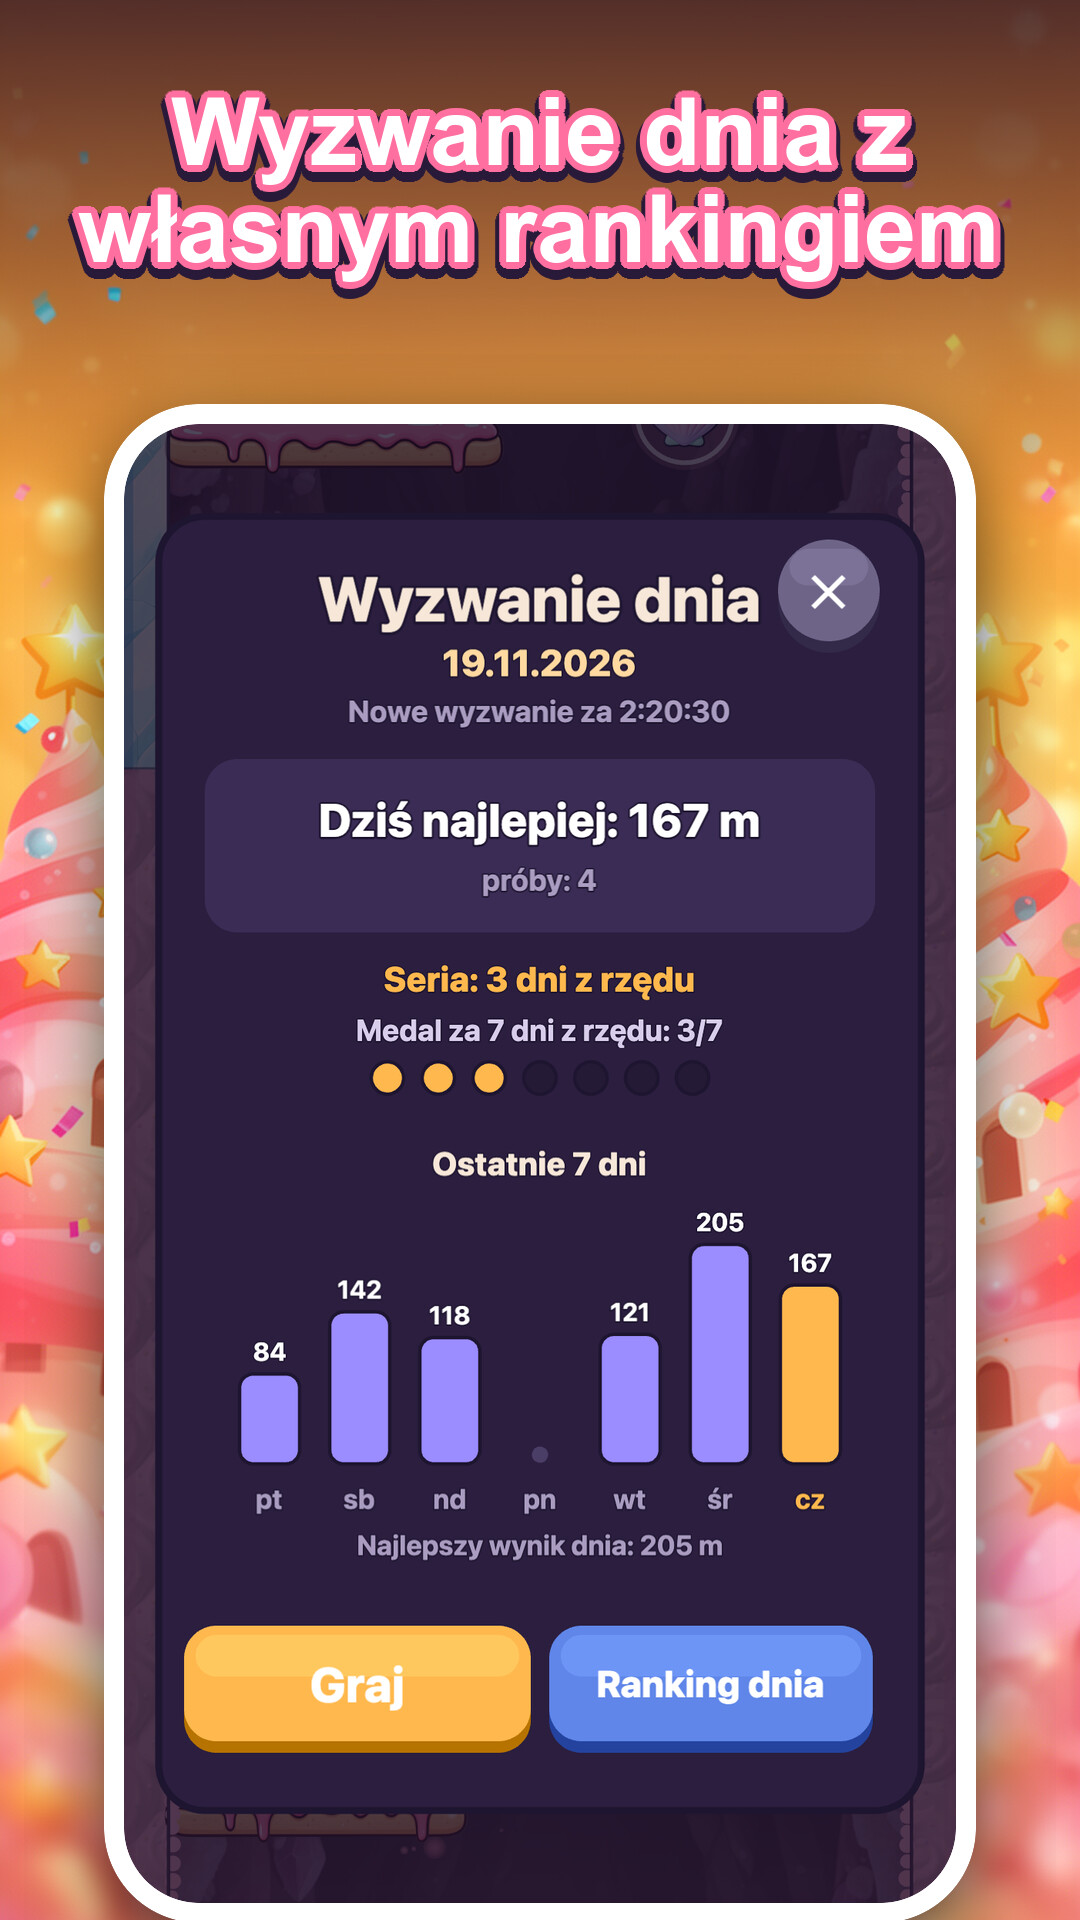 Wyzwanie dnia z
własnym rankingiem
Wyzwanie dnia
19.11.2026
Nowe wyzwanie za 2:20:30
Dziś najlepiej: 167 m
próby: 4
Seria: 3 dni z rzędu
Medal za 7 dni z rzędu: 3/7
Ostatnie 7 dni
84 142 118 121 205 167
pt sb nd pn wt śr cz
Najlepszy wynik dnia: 205 m
Graj
Ranking dnia